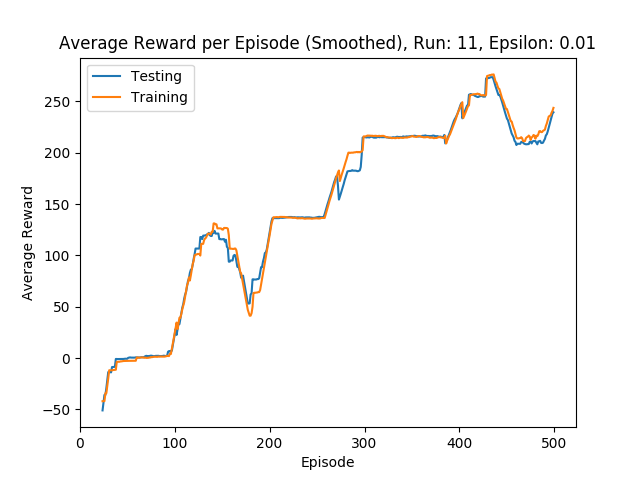 Average Reward per Episode (Smoothed), Run: 11, Epsilon: 0.01
Testing
Training
250
200
150
100
50
0
−50
Average Reward
0 100 200 300 400 500
Episode